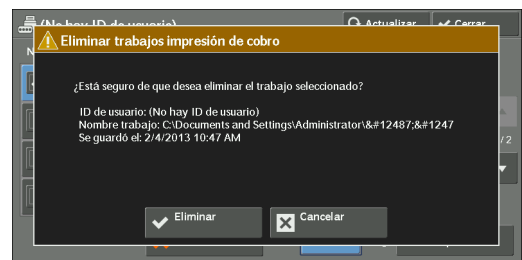 (No hay ID de usuario)
Actualizar
Cerrar
Eliminar trabajos impresión de cobro
¿Está seguro de que desea eliminar el trabajo seleccionado?
ID de usuario: (No hay ID de usuario)
Nombre trabajo: C:\Documents and Settings\Administrator\&#12487;&#1247
Se guardó el: 2/4/2013 10:47 AM
/ 2
Eliminar
Cancelar